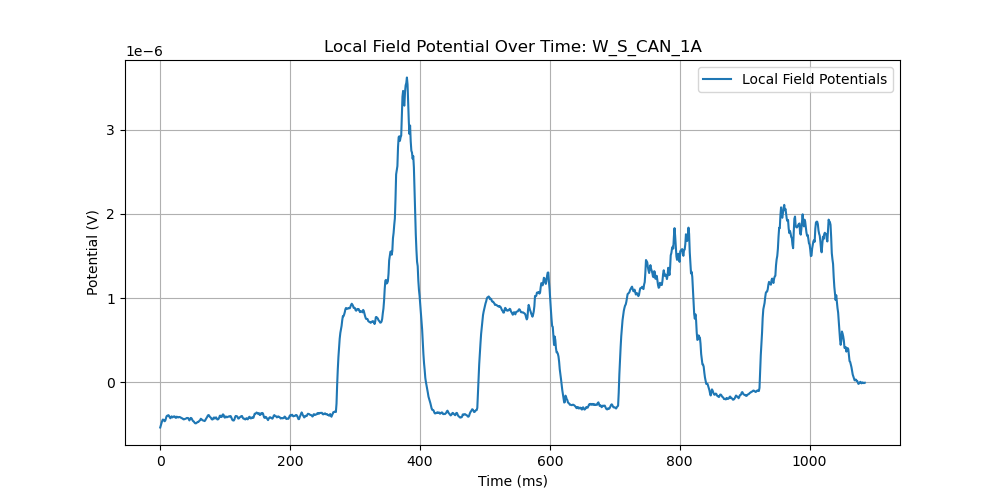 Local Field Potential Over Time: W_S_CAN_1A
1e−6
Local Field Potentials
3
2
1
0
Potential (V)
0 200 400 600 800 1000
Time (ms)